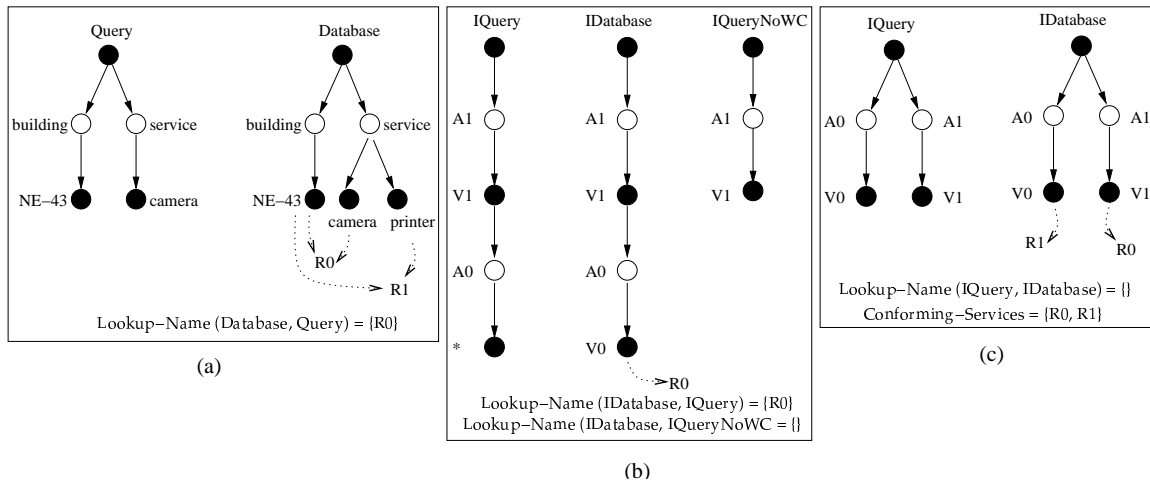 Query
Database
building
service
building
service
NE-43
camera
NE-43
camera
printer
R0
R1
Lookup-Name (Database, Query) = {R0}
(a)
IQuery
IDatabase
IQueryNoWC
A1
A1
A1
V1
V1
V1
A0
A0
*
V0
R0
Lookup-Name (IDatabase, IQuery) = {R0}
Lookup-Name (IDatabase, IQueryNoWC = {}
(b)
IQuery
IDatabase
A0
A1
A0
A1
V0
V1
V0
V1
R1
R0
Lookup-Name (IQuery, IDatabase) = {}
Conforming-Services = {R0, R1}
(c)